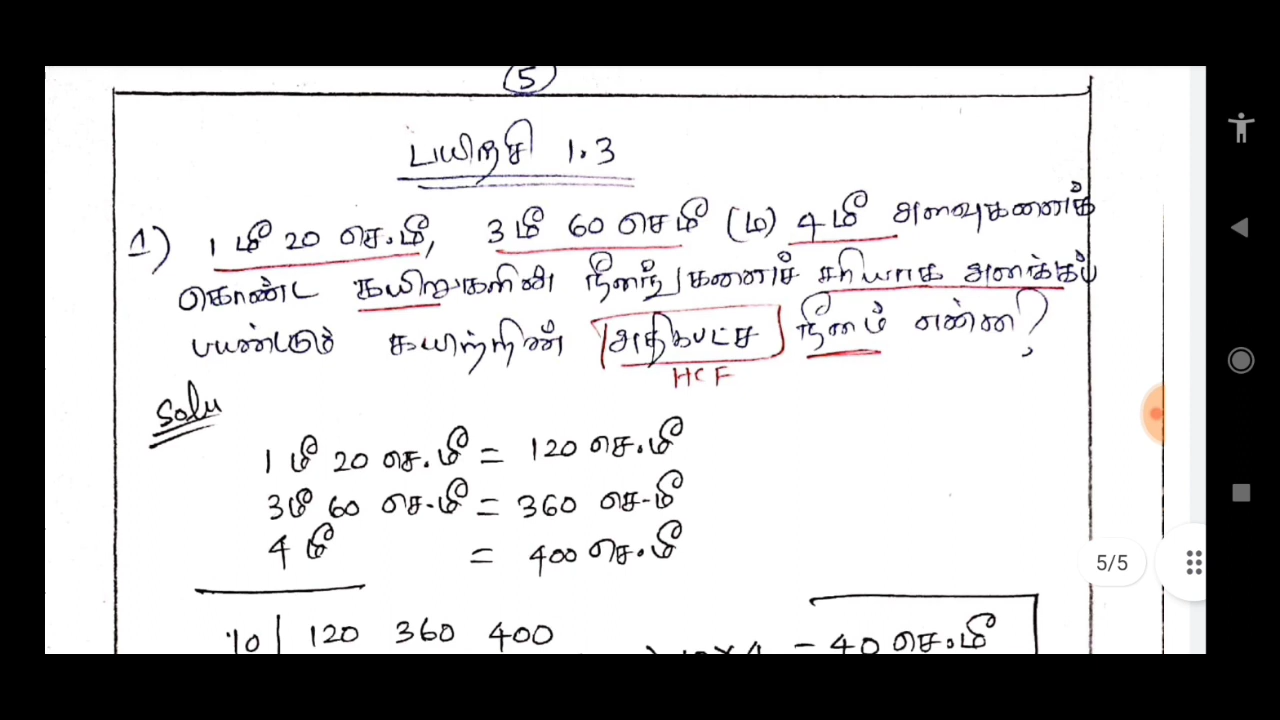 5
பயிற்சி 1.3
1) 1 மீ 20 செ.மீ, 3 மீ 60 செமீ (ம) 4 மீ அளவுகளைக்
கொண்ட கயிறுகளின் நீளங்களைச் சரியாக அளக்கப்
பயன்படும் கயிற்றின் அதிகபட்ச நீளம் என்ன?
HCF
Solu
1 மீ 20 செ.மீ = 120 செ.மீ
3மீ 60 செ.மீ = 360 செ.மீ
4 மீ = 400 செ.மீ
5/5
10 120 360 400
= 40 செ.மீ